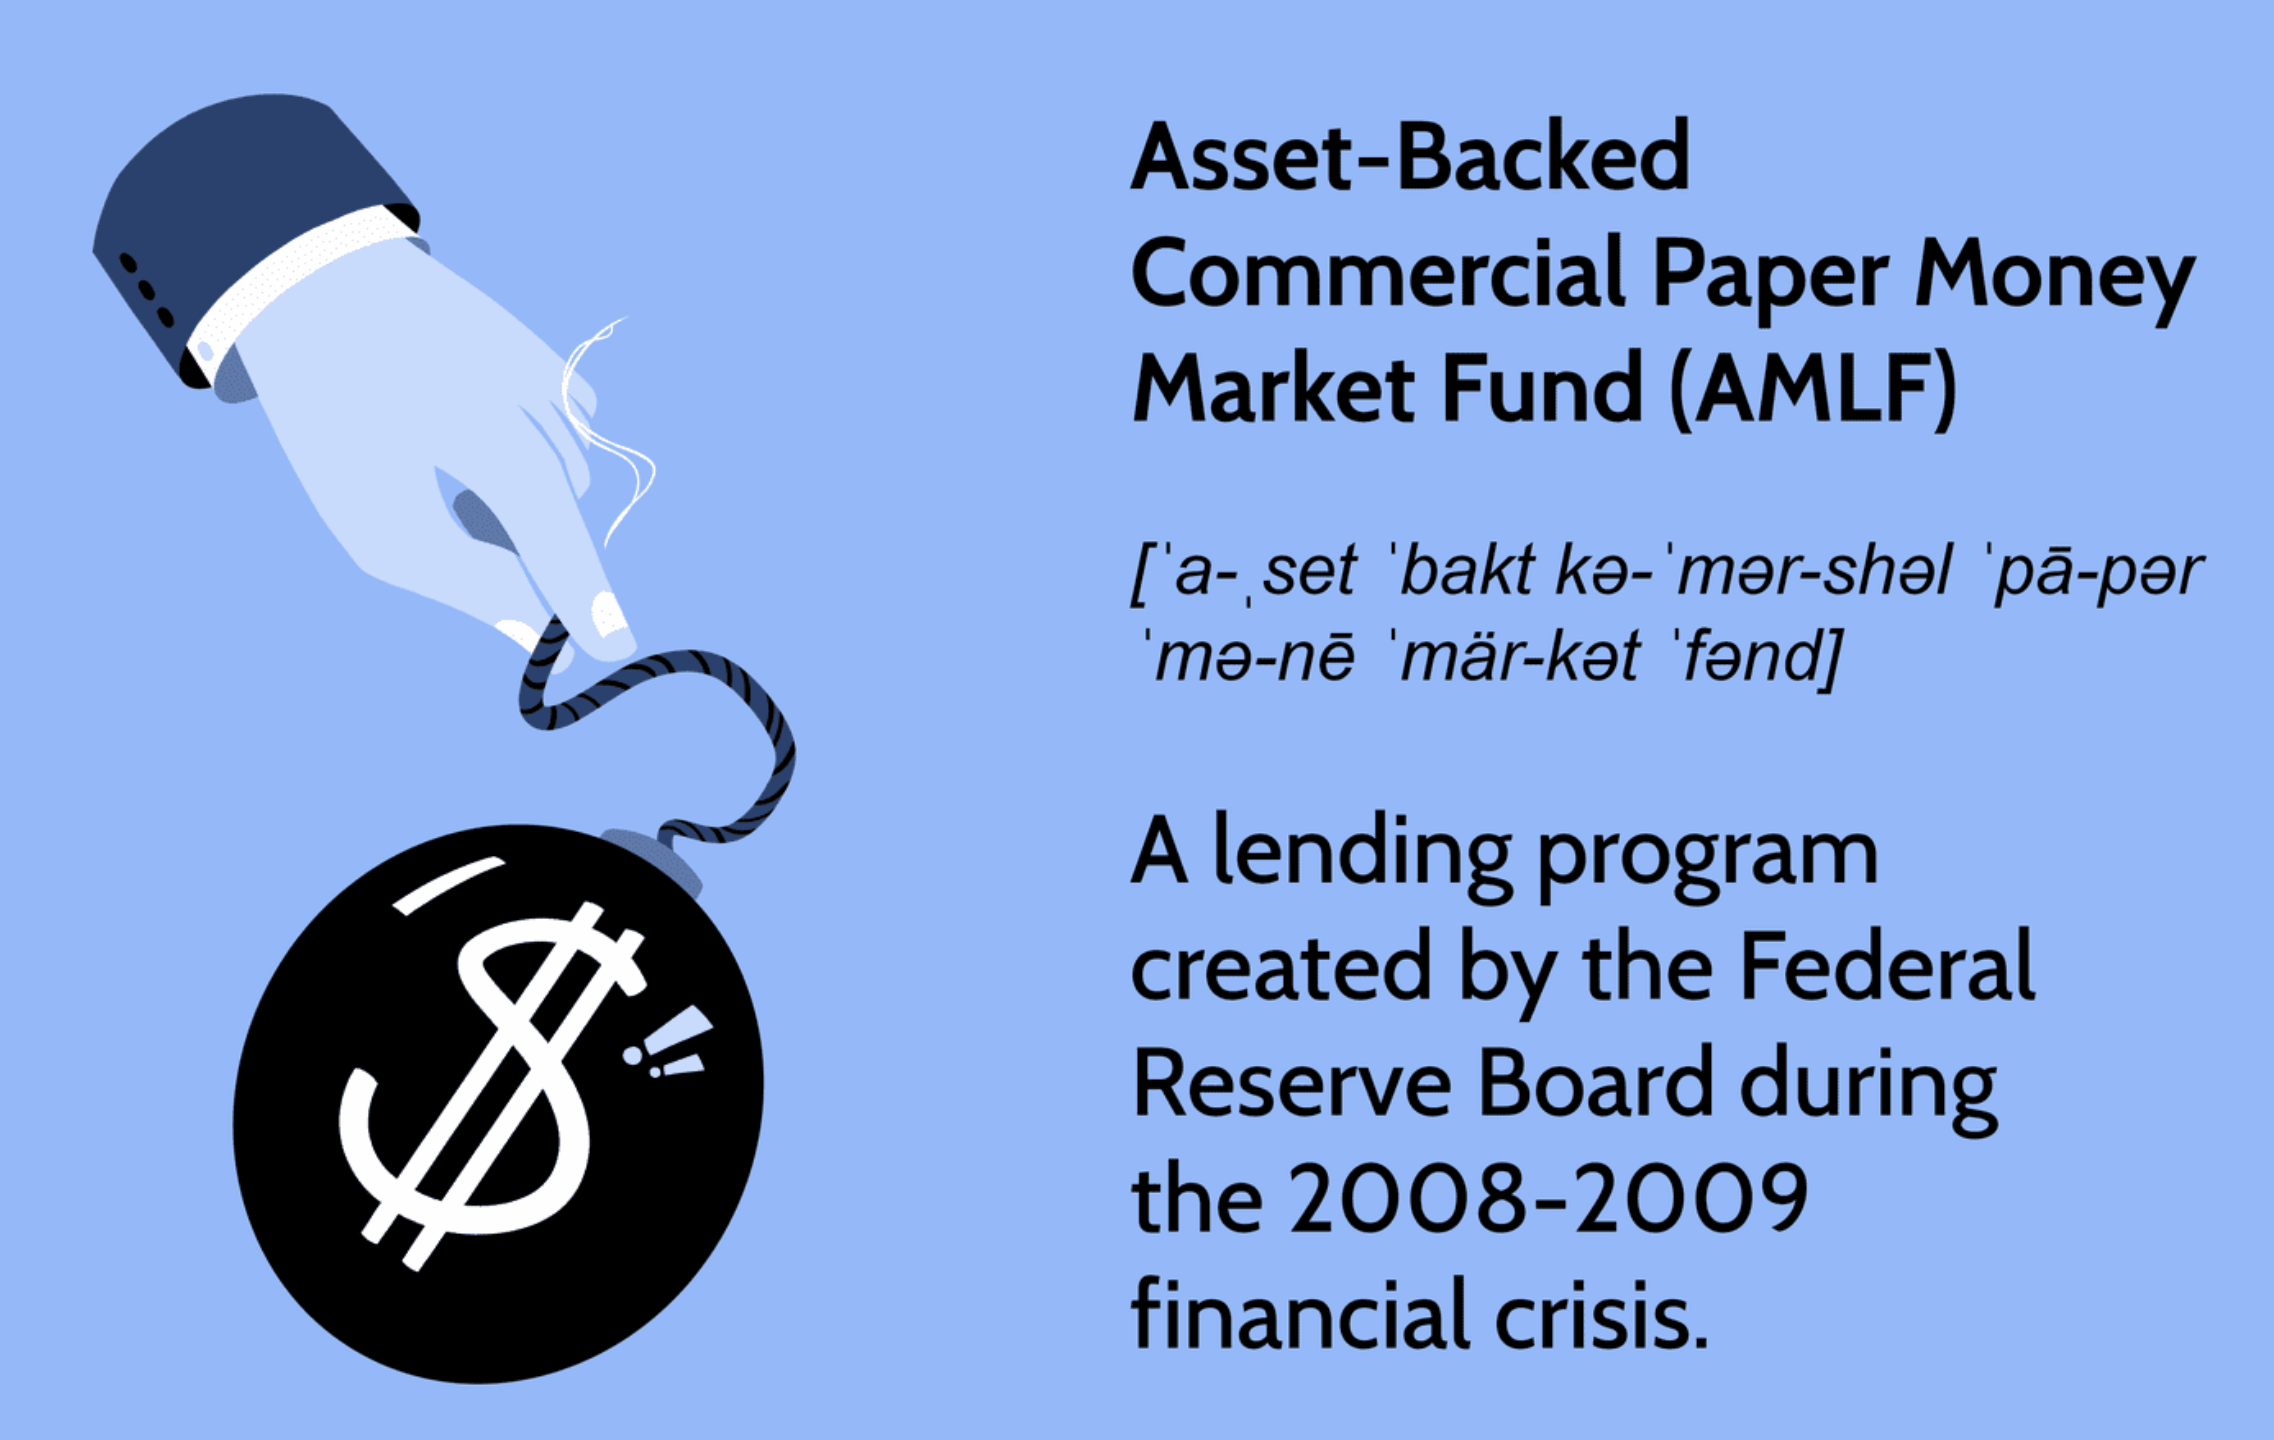 Asset-Backed
Commercial Paper Money
Market Fund (AMLF)
[ˈa-ˌset ˈbakt kə-ˈmər-shəl ˈpā-pər
ˈmə-nē ˈmär-kət ˈfənd]
A lending program
created by the Federal
Reserve Board during
the 2008-2009
financial crisis.
$
!!